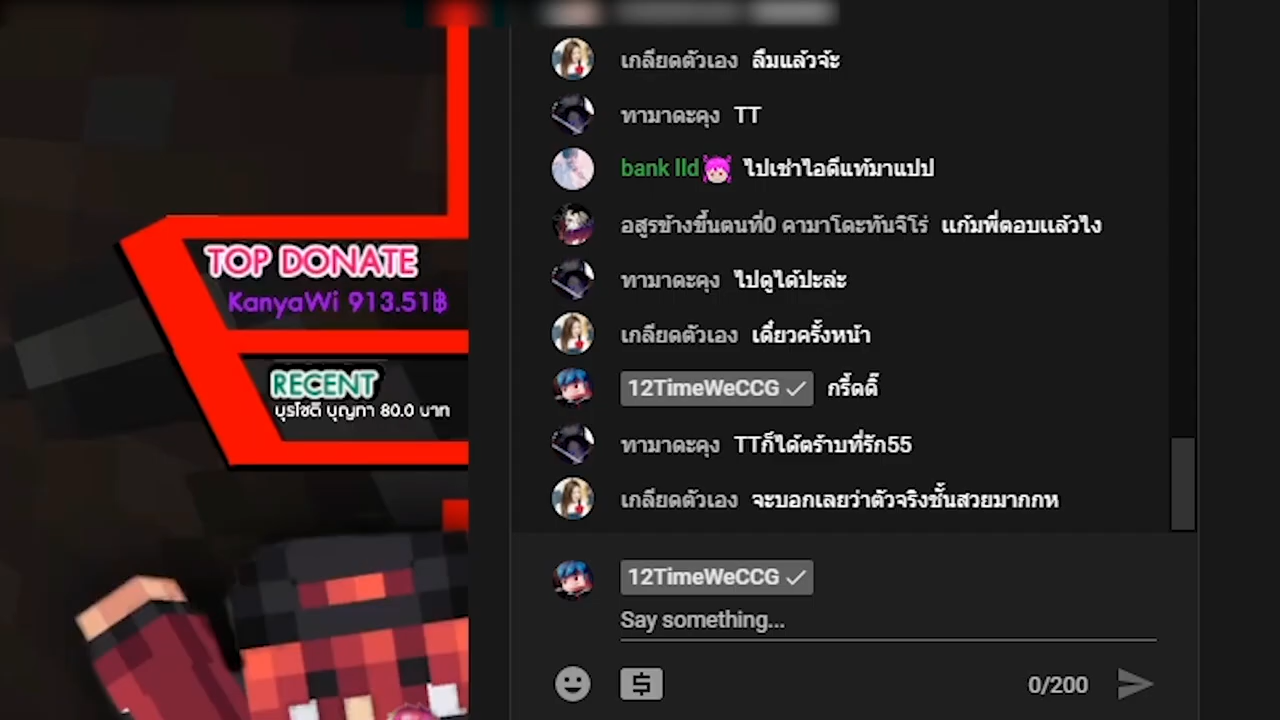 TOP DONATE
KanyaWi 913.51฿
RECENT
บุรโชติ บุญทา 80.0 บาท
เกลียดตัวเอง ลืมแล้วจ้ะ
ทามาดะคุง TT
bank lld ไปเช่าไอดีแท้มาแปป
อสูรข้างขึ้นตนที่0 คามาโดะทันจิโร่ แก้มพี่ตอบแล้วไง
ทามาดะคุง ไปดูได้ปะล่ะ
เกลียดตัวเอง เดี๋ยวครั้งหน้า
12TimeWeCCG กรี้ดดิ๊
ทามาดะคุง TTก็ได้ตร้าบที่รัก55
เกลียดตัวเอง จะบอกเลยว่าตัวจริงชั้นสวยมากกห
12TimeWeCCG
Say something...
0/200